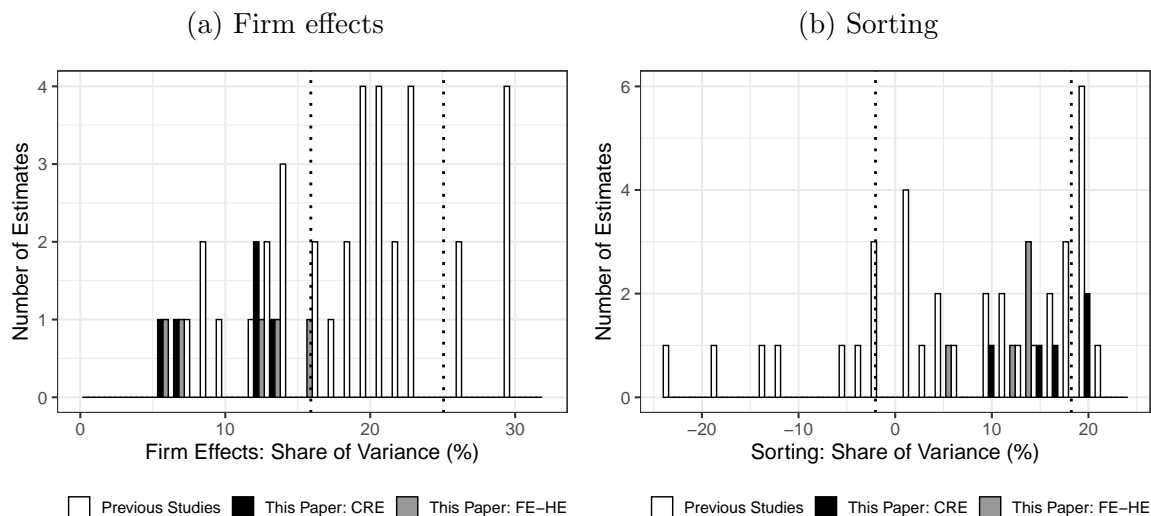 (a) Firm effects
4
3
2
1
0
Number of Estimates
0 10 20 30
Firm Effects: Share of Variance (%)
Previous Studies This Paper: CRE This Paper: FE−HE
(b) Sorting
6
4
2
0
Number of Estimates
−20 −10 0 10 20
Sorting: Share of Variance (%)
Previous Studies This Paper: CRE This Paper: FE−HE